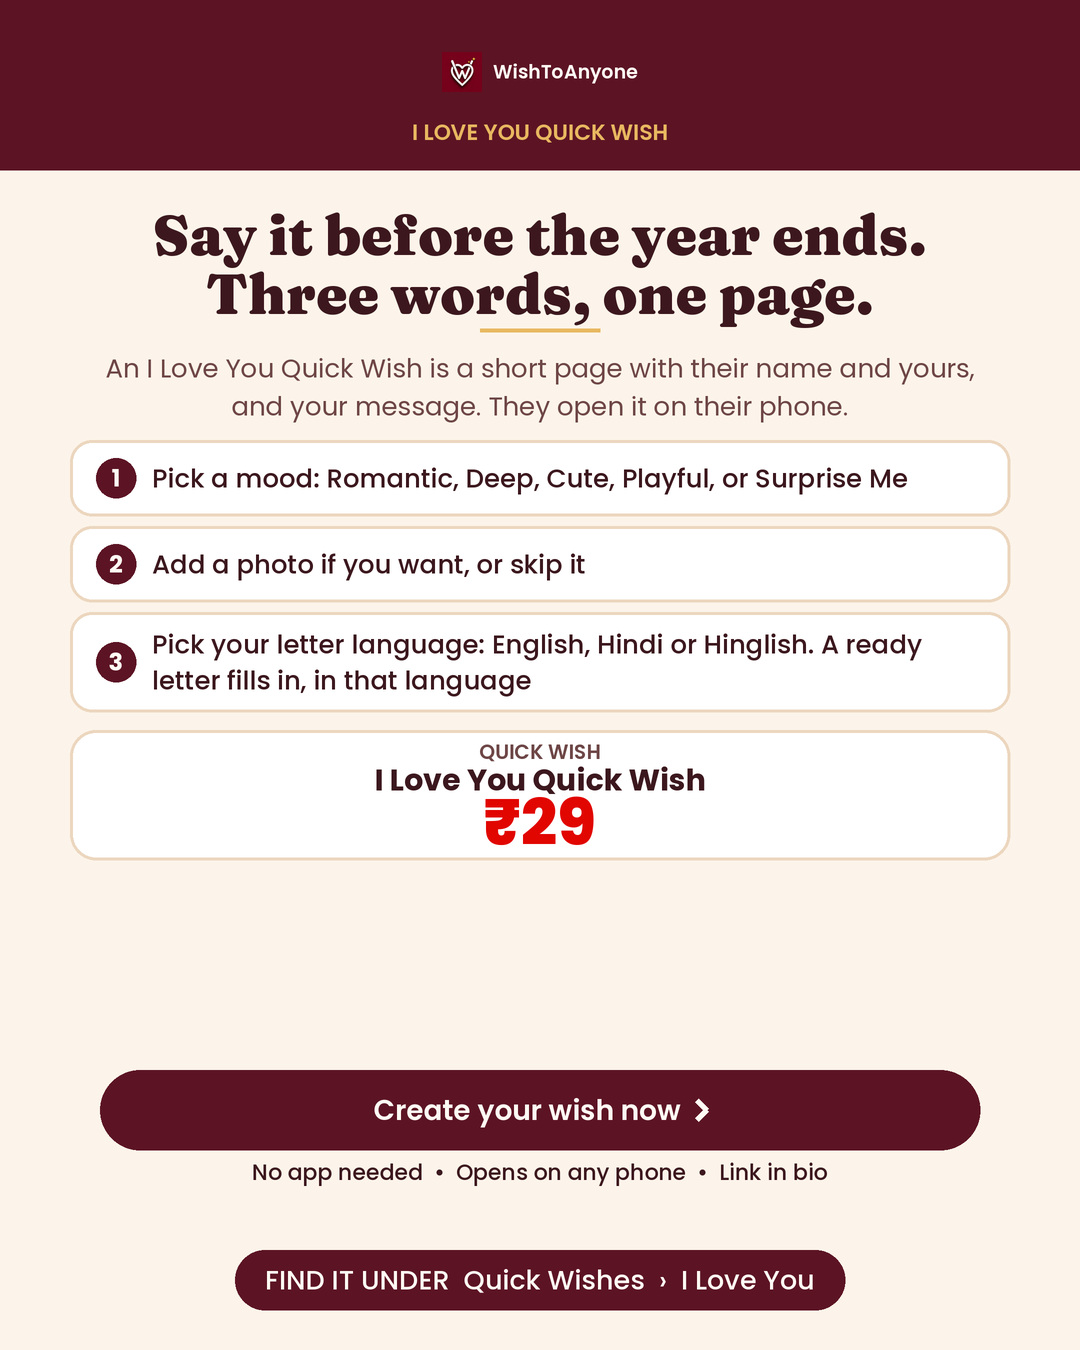 WishToAnyone
I LOVE YOU QUICK WISH
Say it before the year ends.
Three words, one page.
An I Love You Quick Wish is a short page with their name and yours,
and your message. They open it on their phone.
1 Pick a mood: Romantic, Deep, Cute, Playful, or Surprise Me
2 Add a photo if you want, or skip it
3 Pick your letter language: English, Hindi or Hinglish. A ready
letter fills in, in that language
QUICK WISH
I Love You Quick Wish
₹29
Create your wish now ›
No app needed • Opens on any phone • Link in bio
FIND IT UNDER Quick Wishes › I Love You